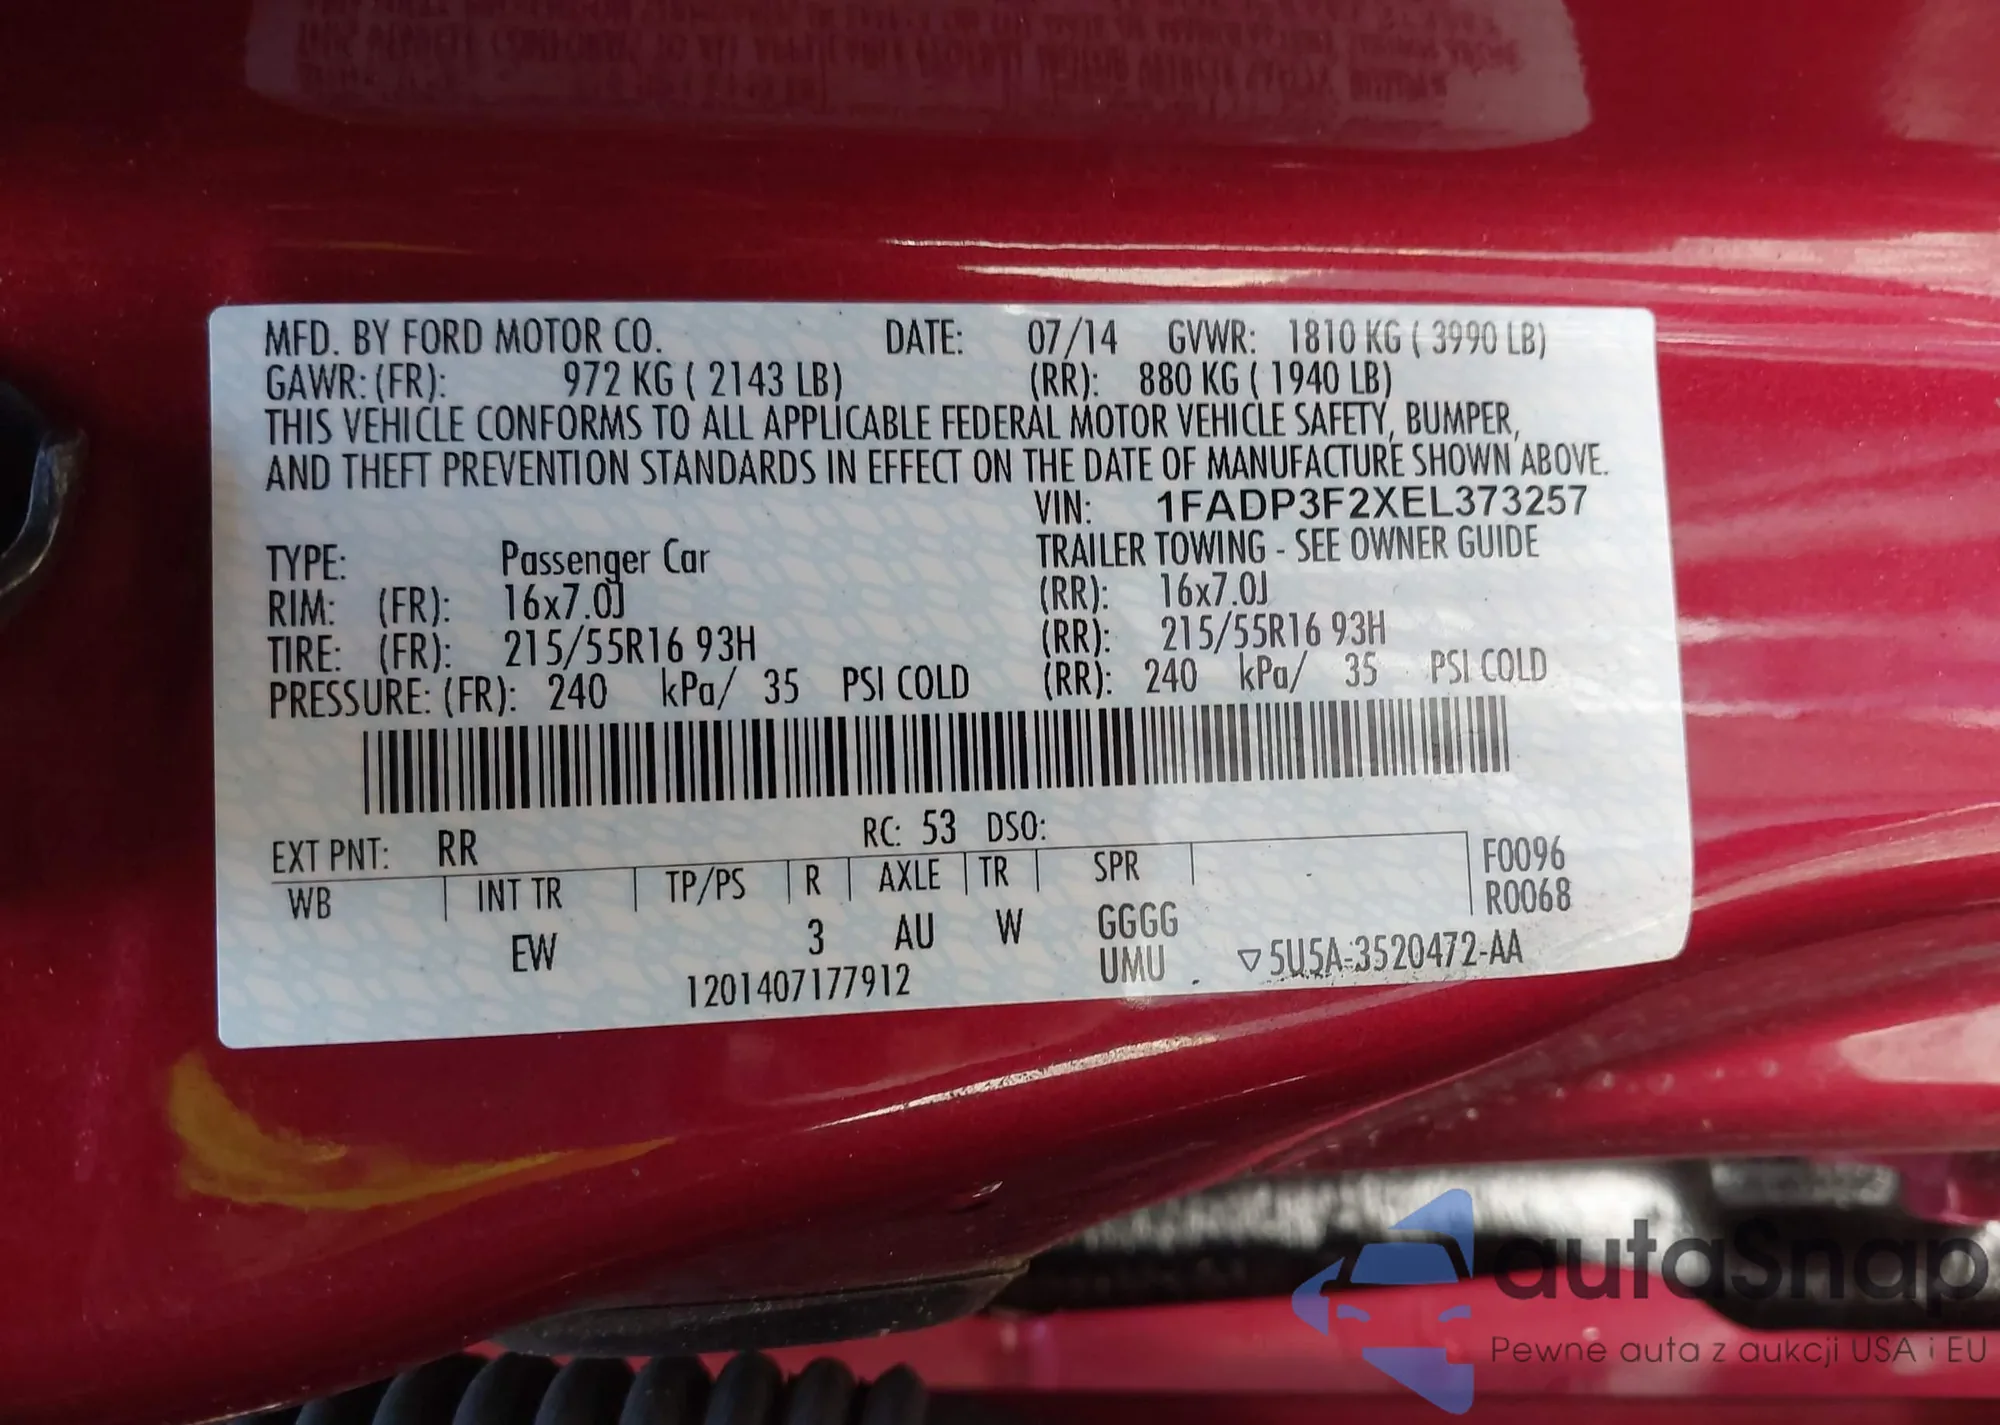 MFD. BY FORD MOTOR CO. DATE: 07/14 GVWR: 1810 KG ( 3990 LB)
GAWR: (FR): 972 KG ( 2143 LB) (RR): 880 KG ( 1940 LB)
THIS VEHICLE CONFORMS TO ALL APPLICABLE FEDERAL MOTOR VEHICLE SAFETY, BUMPER,
AND THEFT PREVENTION STANDARDS IN EFFECT ON THE DATE OF MANUFACTURE SHOWN ABOVE.
VIN: 1FADP3F2XEL373257
TYPE: Passenger Car TRAILER TOWING - SEE OWNER GUIDE
RIM: (FR): 16x7.0J (RR): 16x7.0J
TIRE: (FR): 215/55R16 93H (RR): 215/55R16 93H
PRESSURE: (FR): 240 kPa/ 35 PSI COLD (RR): 240 kPa/ 35 PSI COLD
EXT PNT: RR RC: 53 DSO:
WB INT TR TP/PS R AXLE TR SPR F0096
R0068
EW 3 AU W GGGG
UMU ▽5U5A-3520472-AA
1201407177912
autaSnap
Pewne auta z aukcji USA i EU